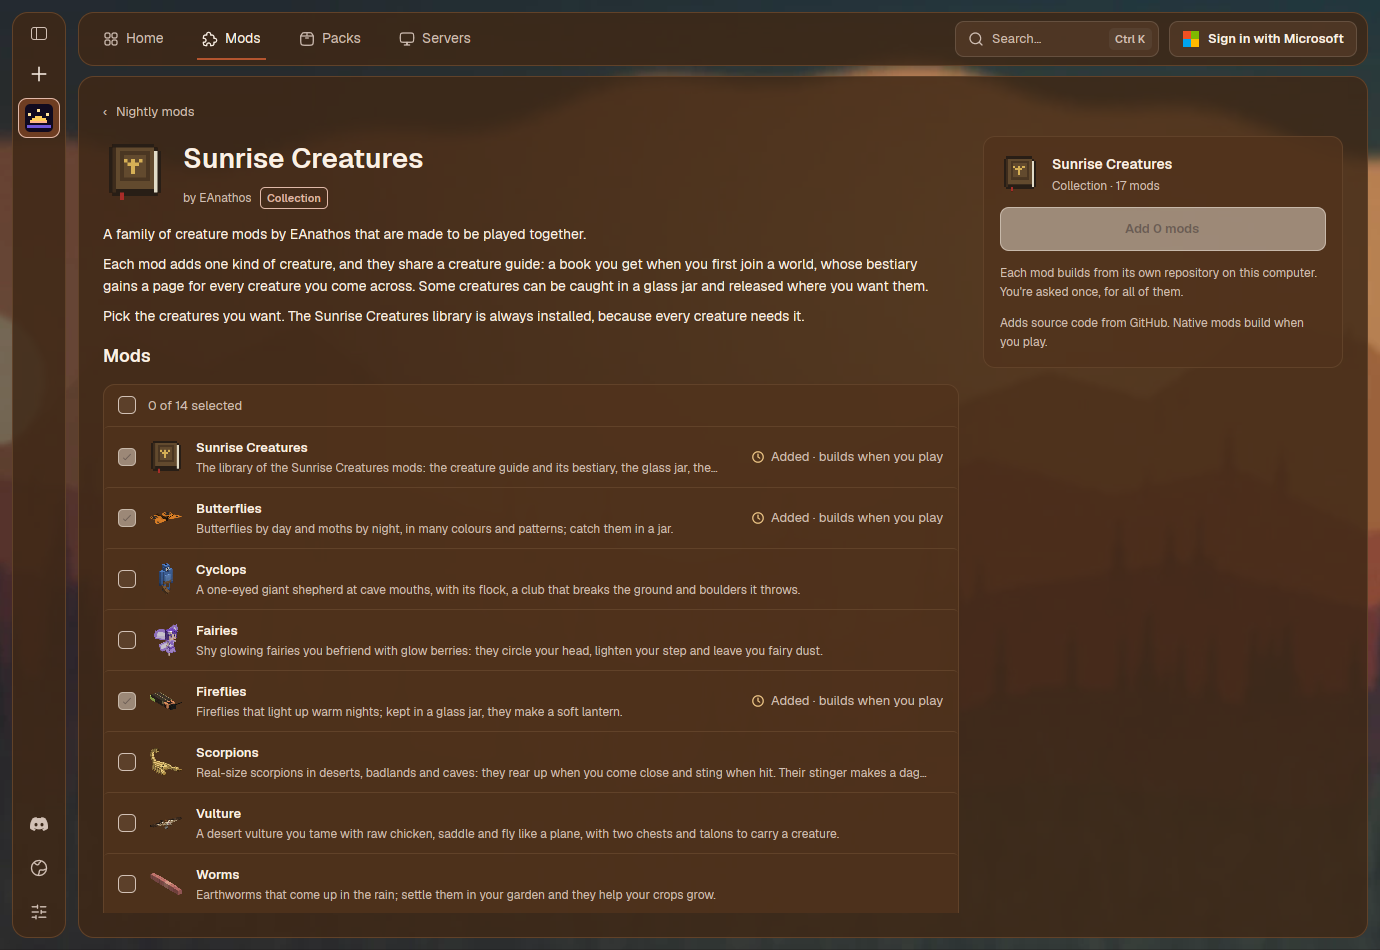 Home
Mods
Packs
Servers
Search...
Ctrl K
Sign in with Microsoft
‹ Nightly mods
Sunrise Creatures
by EAnathos
Collection
A family of creature mods by EAnathos that are made to be played together.
Each mod adds one kind of creature, and they share a creature guide: a book you get when you first join a world, whose bestiary
gains a page for every creature you come across. Some creatures can be caught in a glass jar and released where you want them.
Pick the creatures you want. The Sunrise Creatures library is always installed, because every creature needs it.
Mods
0 of 14 selected
Sunrise Creatures
The library of the Sunrise Creatures mods: the creature guide and its bestiary, the glass jar, the...
Added · builds when you play
Butterflies
Butterflies by day and moths by night, in many colours and patterns; catch them in a jar.
Added · builds when you play
Cyclops
A one-eyed giant shepherd at cave mouths, with its flock, a club that breaks the ground and boulders it throws.
Fairies
Shy glowing fairies you befriend with glow berries: they circle your head, lighten your step and leave you fairy dust.
Fireflies
Fireflies that light up warm nights; kept in a glass jar, they make a soft lantern.
Added · builds when you play
Scorpions
Real-size scorpions in deserts, badlands and caves: they rear up when you come close and sting when hit. Their stinger makes a dag...
Vulture
A desert vulture you tame with raw chicken, saddle and fly like a plane, with two chests and talons to carry a creature.
Worms
Earthworms that come up in the rain; settle them in your garden and they help your crops grow.
Sunrise Creatures
Collection · 17 mods
Add 0 mods
Each mod builds from its own repository on this computer.
You're asked once, for all of them.
Adds source code from GitHub. Native mods build when
you play.